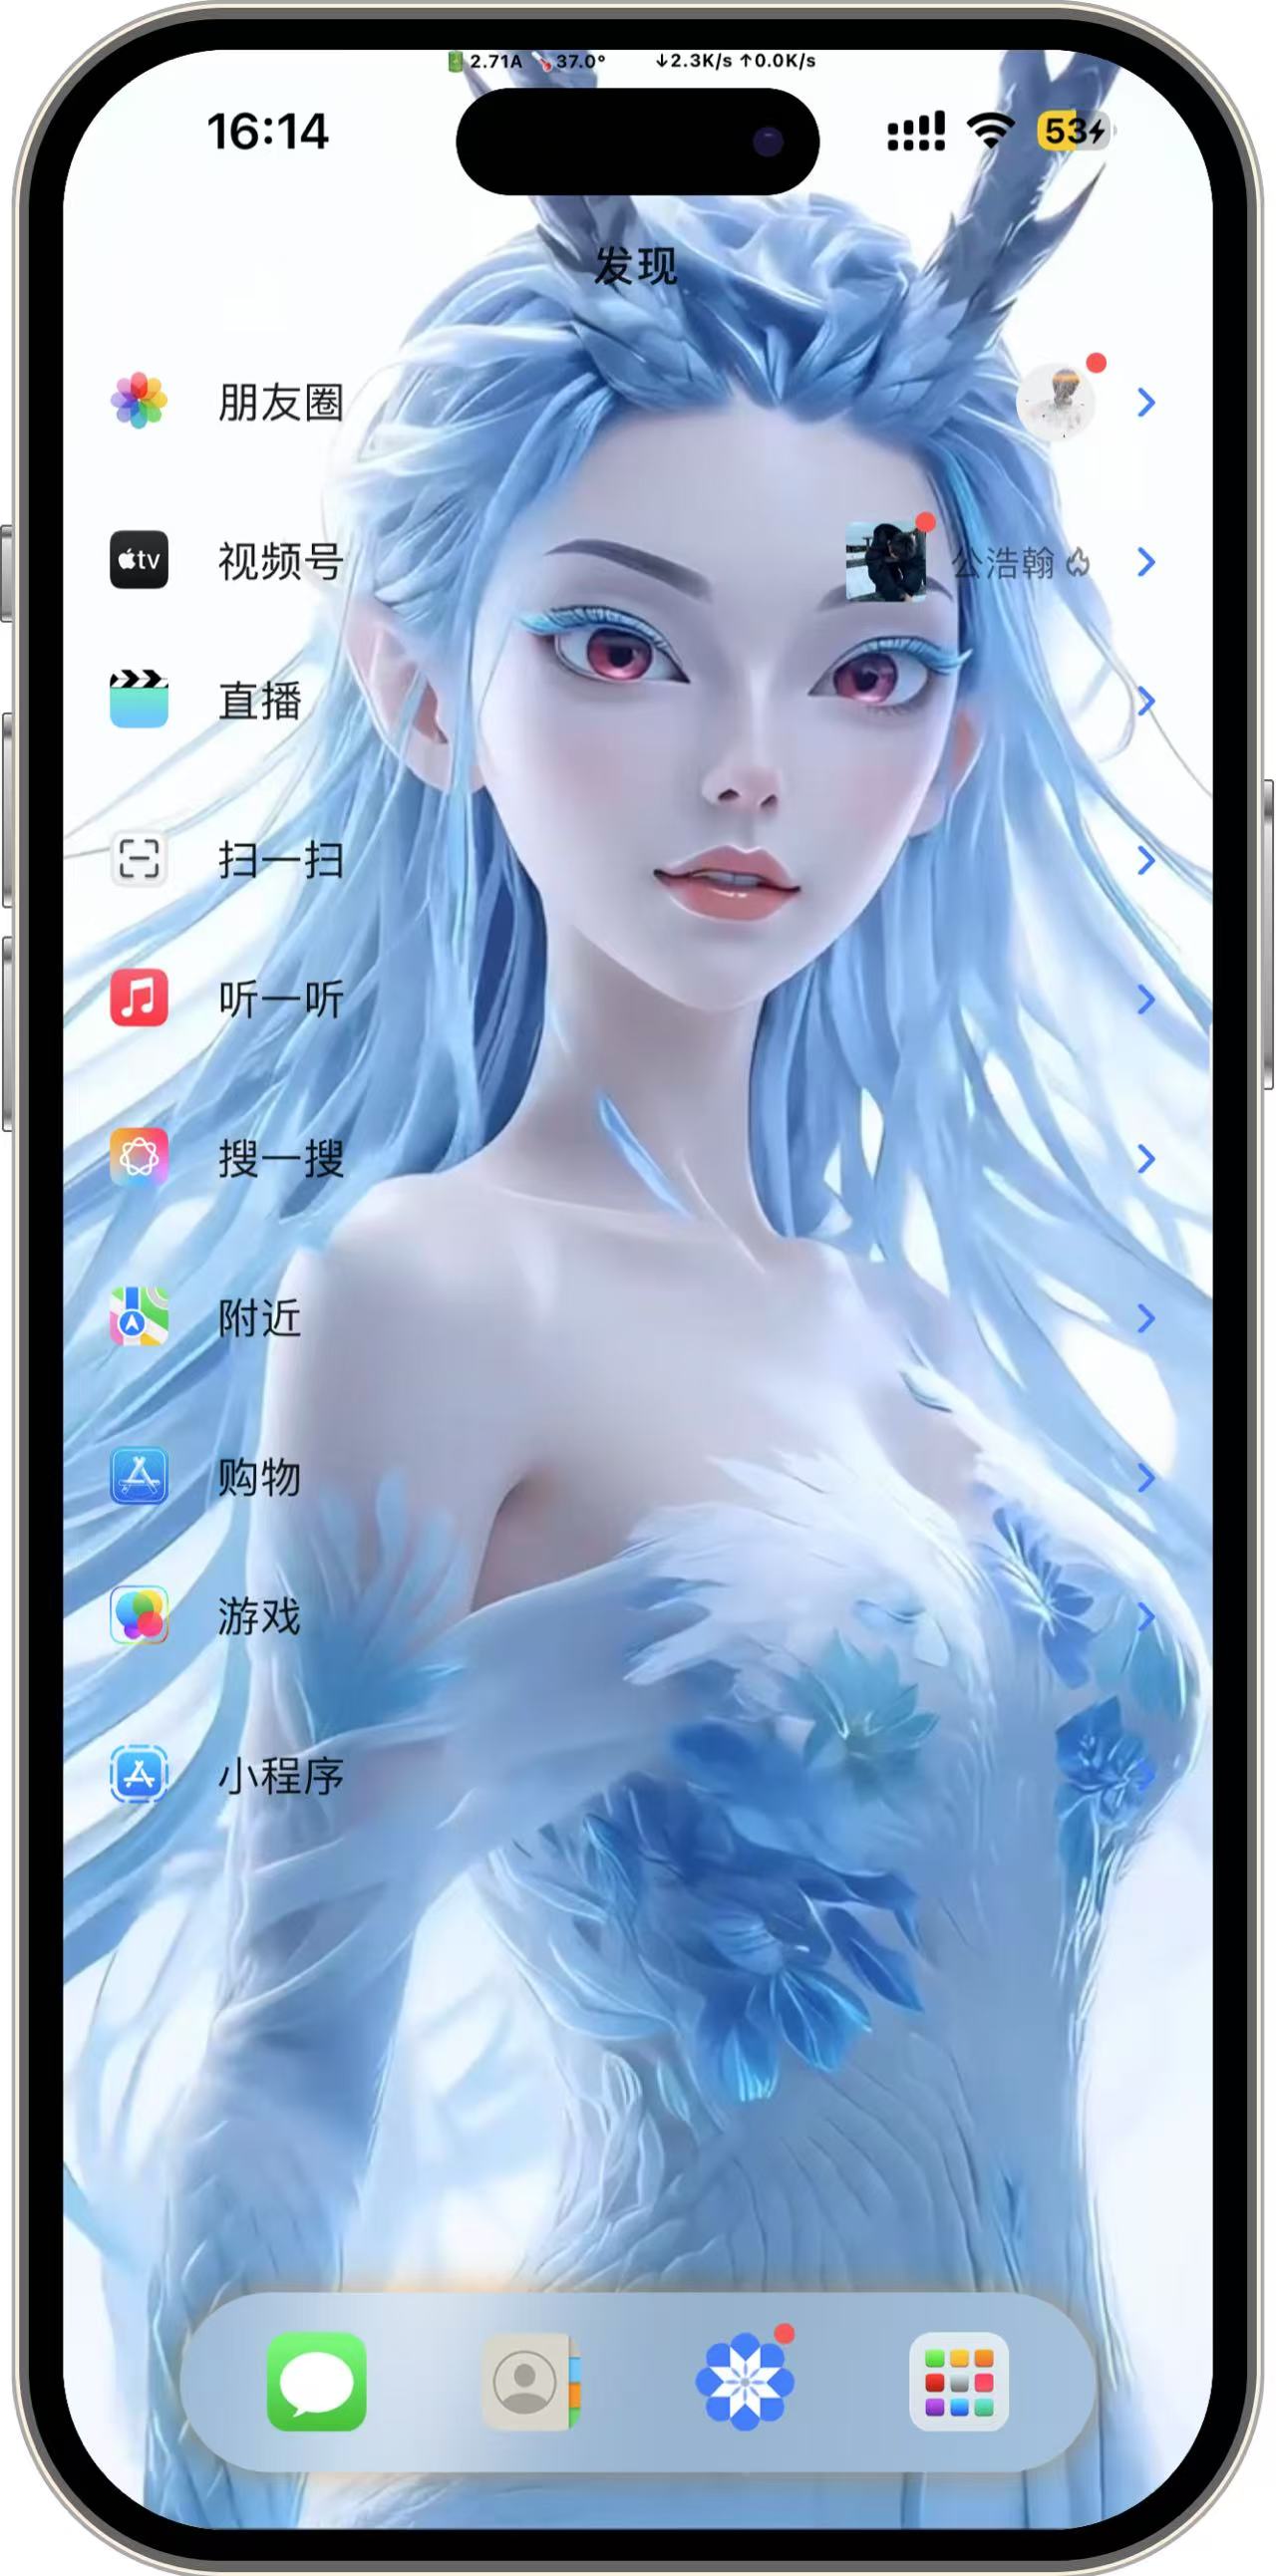 2.71A 37.0° ↓2.3K/s ↑0.0K/s
16:14 53
发现
朋友圈
tv 视频号 公浩翰
直播
扫一扫
听一听
搜一搜
附近
购物
游戏
小程序